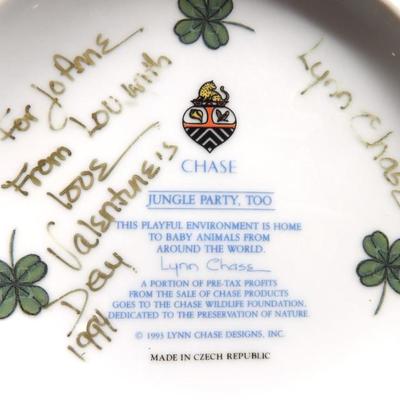 For JoAnne
From Lou with
love
Valentine's
Day
1994
Lynn Chase
CHASE
JUNGLE PARTY, TOO
THIS PLAYFUL ENVIRONMENT IS HOME
TO BABY ANIMALS FROM
AROUND THE WORLD.
Lynn Chase
A PORTION OF PRE-TAX PROFITS
FROM THE SALE OF CHASE PRODUCTS
GOES TO THE CHASE WILDLIFE FOUNDATION,
DEDICATED TO THE PRESERVATION OF NATURE.
© 1993 LYNN CHASE DESIGNS, INC.
MADE IN CZECH REPUBLIC